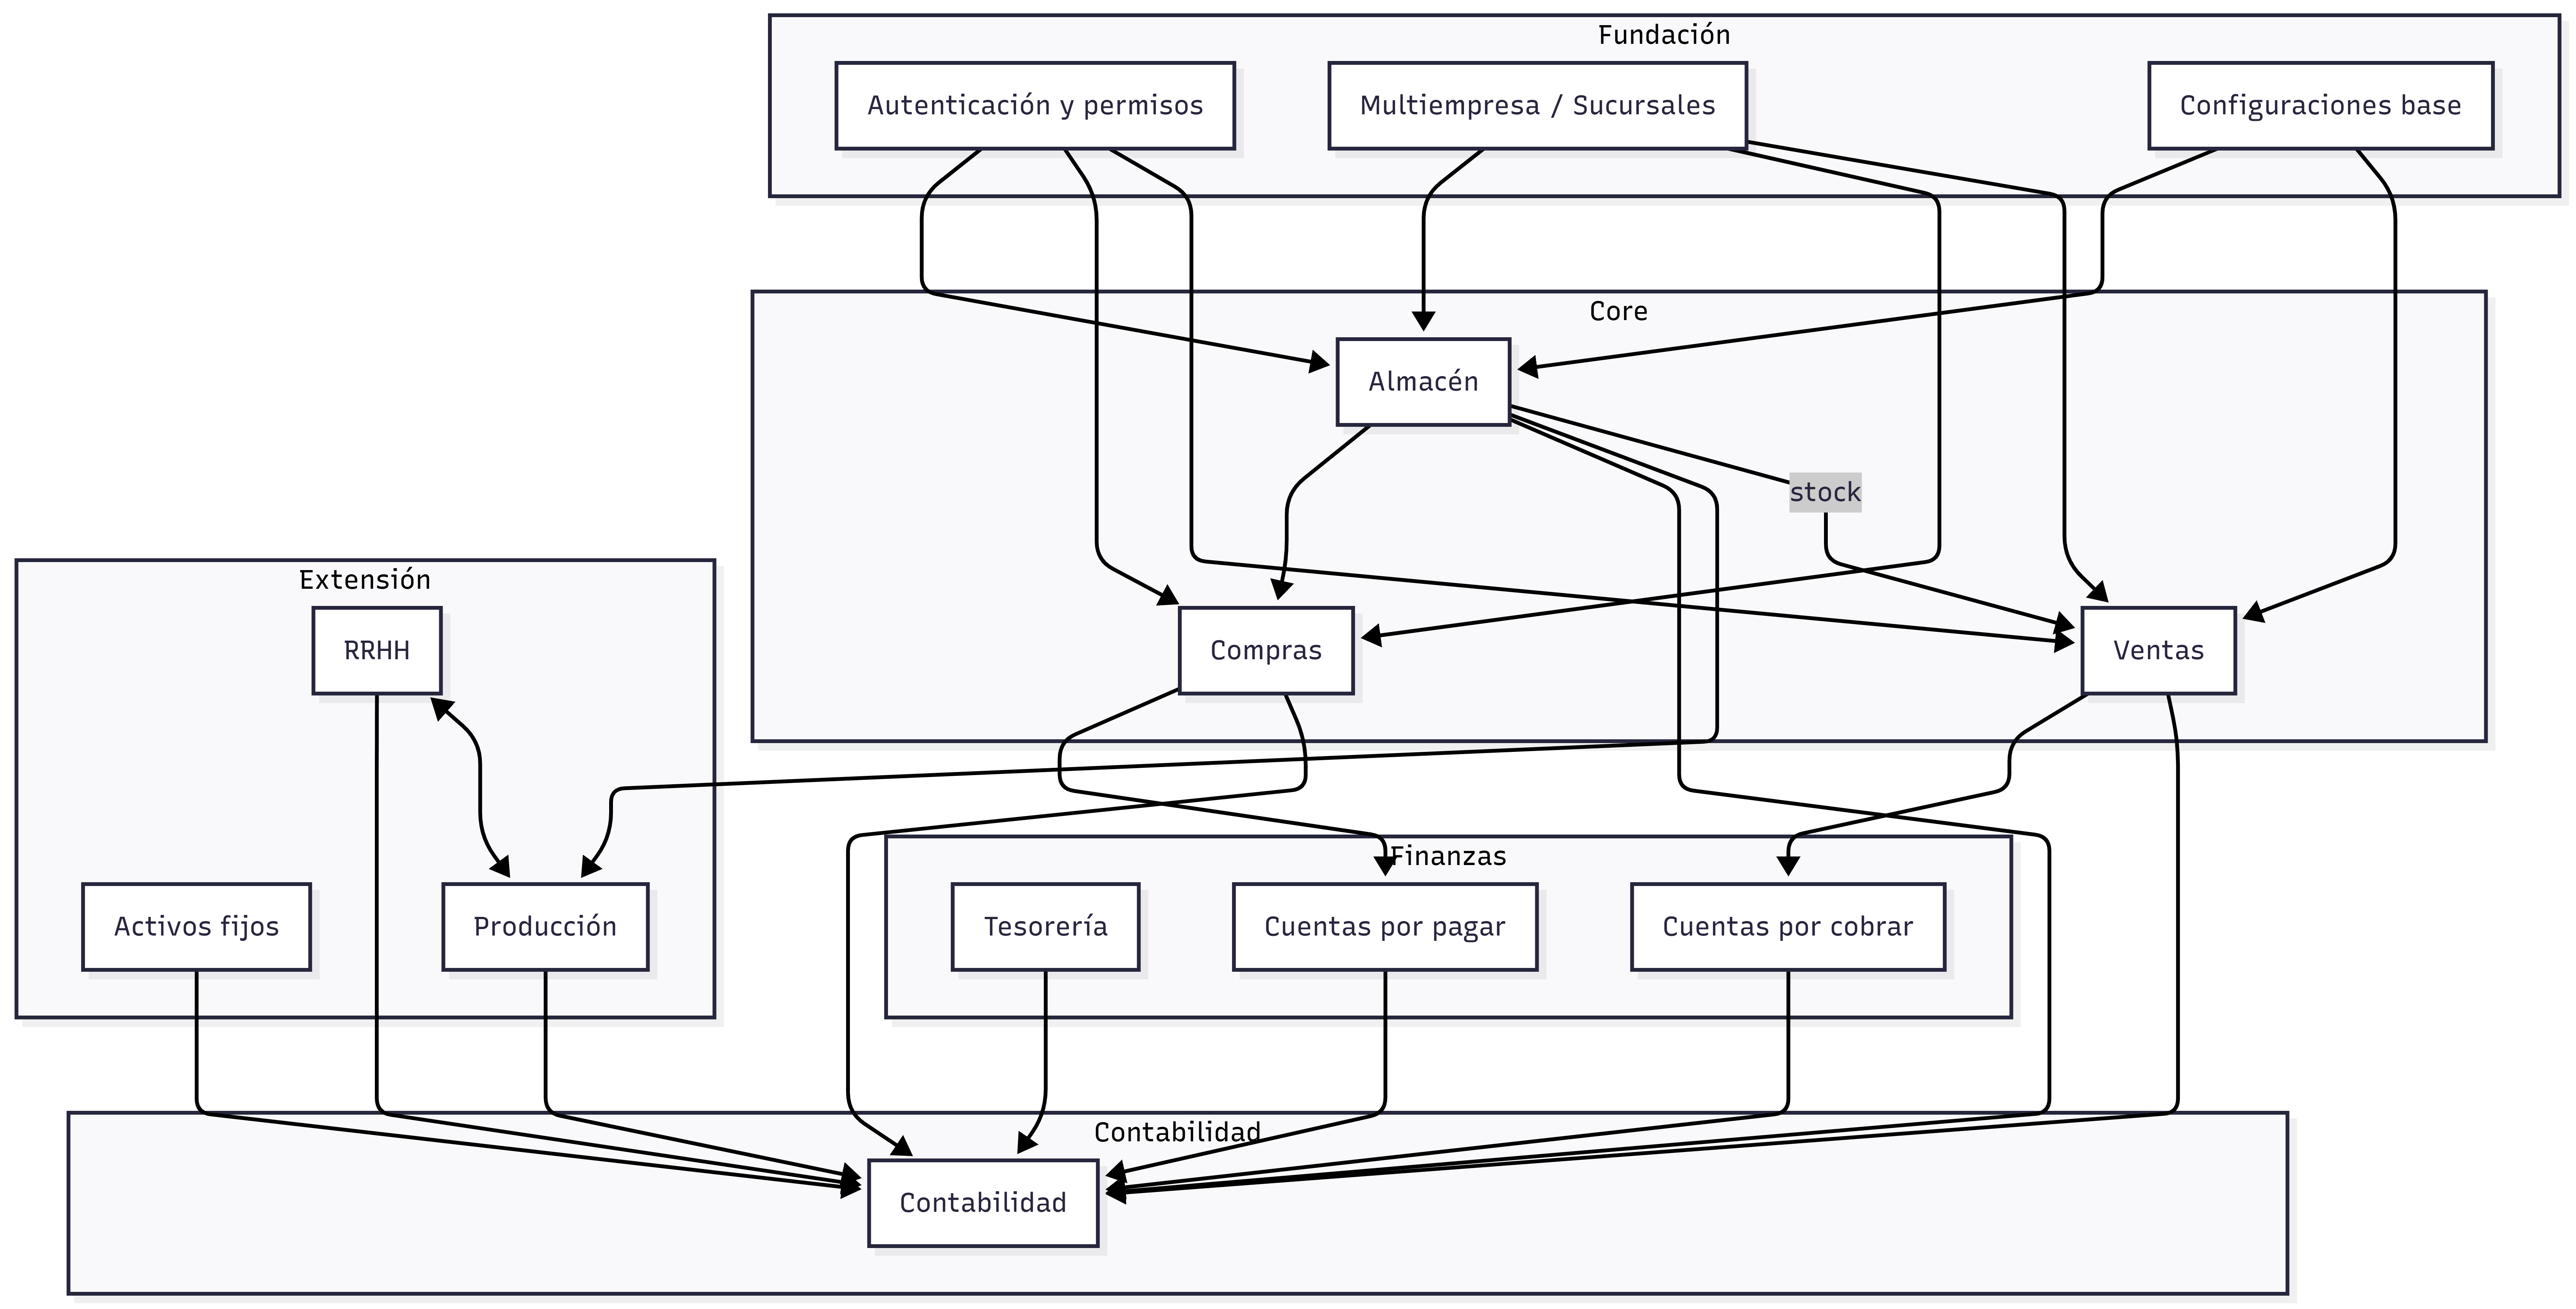 Fundación
Autenticación y permisos
Multiempresa / Sucursales
Configuraciones base
Core
Almacén
stock
Extensión
RRHH
Compras
Ventas
Finanzas
Activos fijos
Producción
Tesorería
Cuentas por pagar
Cuentas por cobrar
Contabilidad
Contabilidad